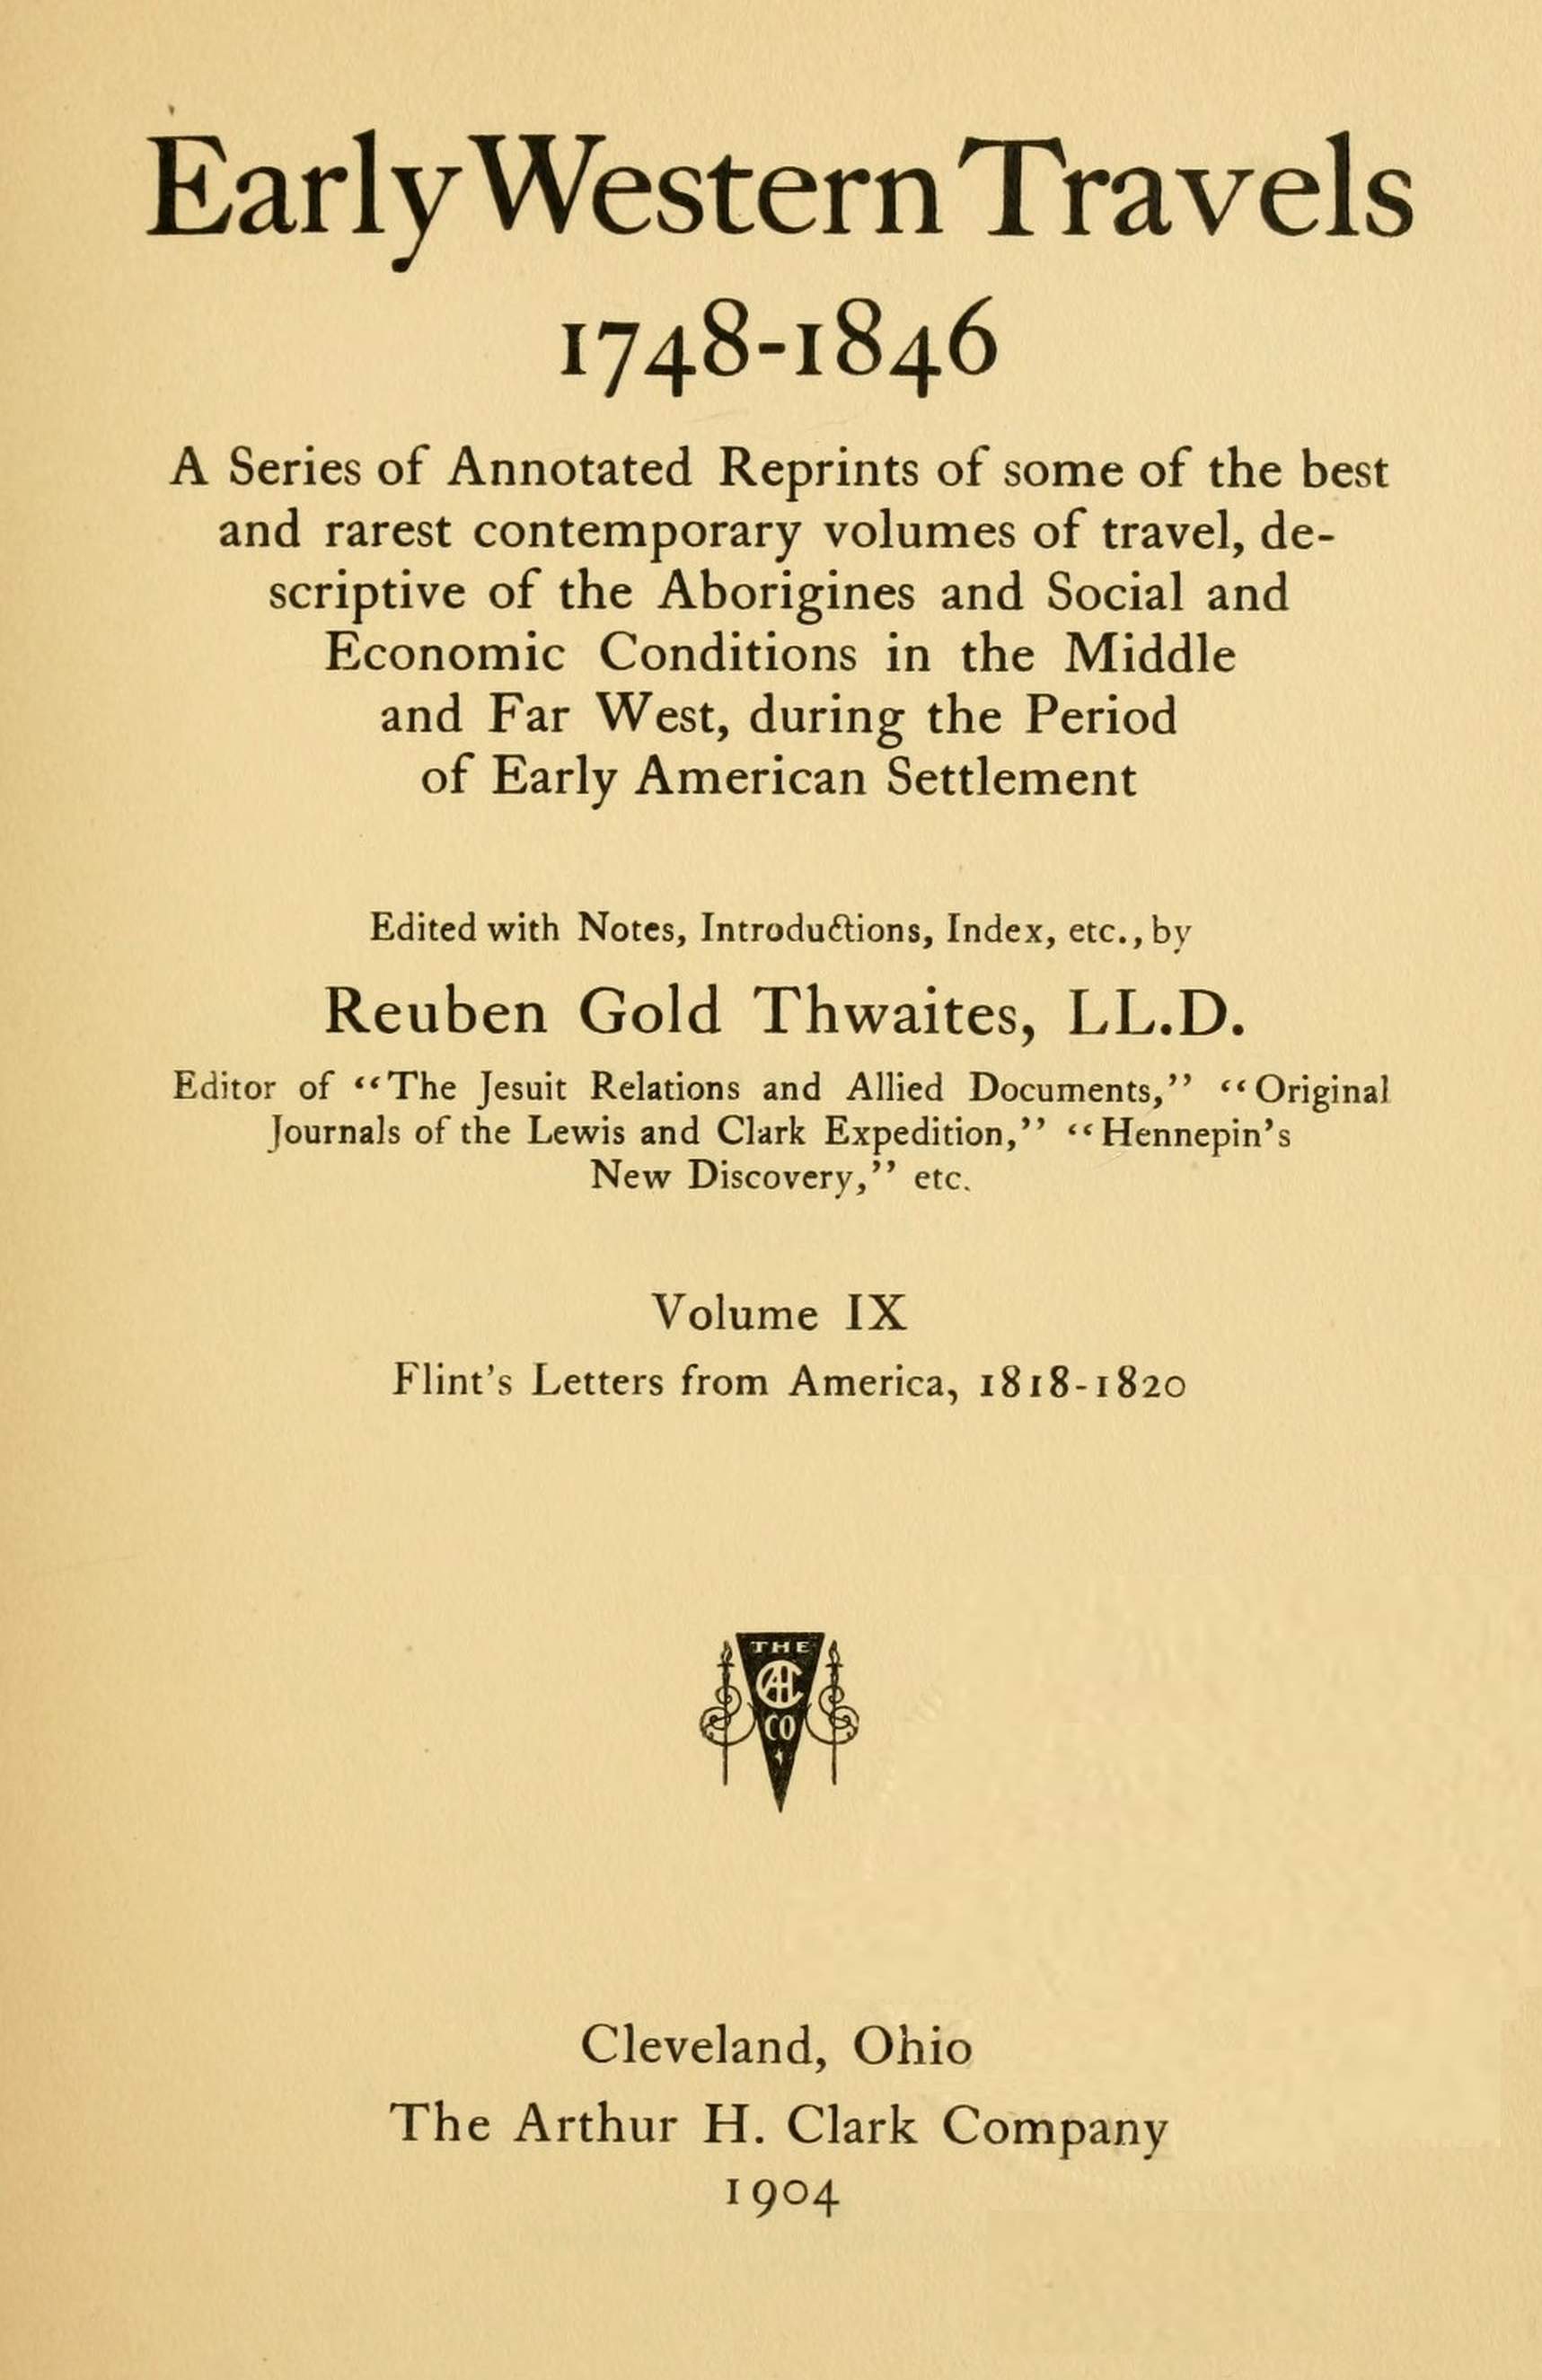 Early Western Travels
1748-1846
A Series of Annotated Reprints of some of the best
and rarest contemporary volumes of travel, de-
scriptive of the Aborigines and Social and
Economic Conditions in the Middle
and Far West, during the Period
of Early American Settlement
Edited with Notes, Introductions, Index, etc., by
Reuben Gold Thwaites, LL.D.
Editor of "The Jesuit Relations and Allied Documents," "Original
Journals of the Lewis and Clark Expedition," "Hennepin's
New Discovery," etc.
Volume IX
Flint's Letters from America, 1818-1820
THE
AHC
CO
Cleveland, Ohio
The Arthur H. Clark Company
1904